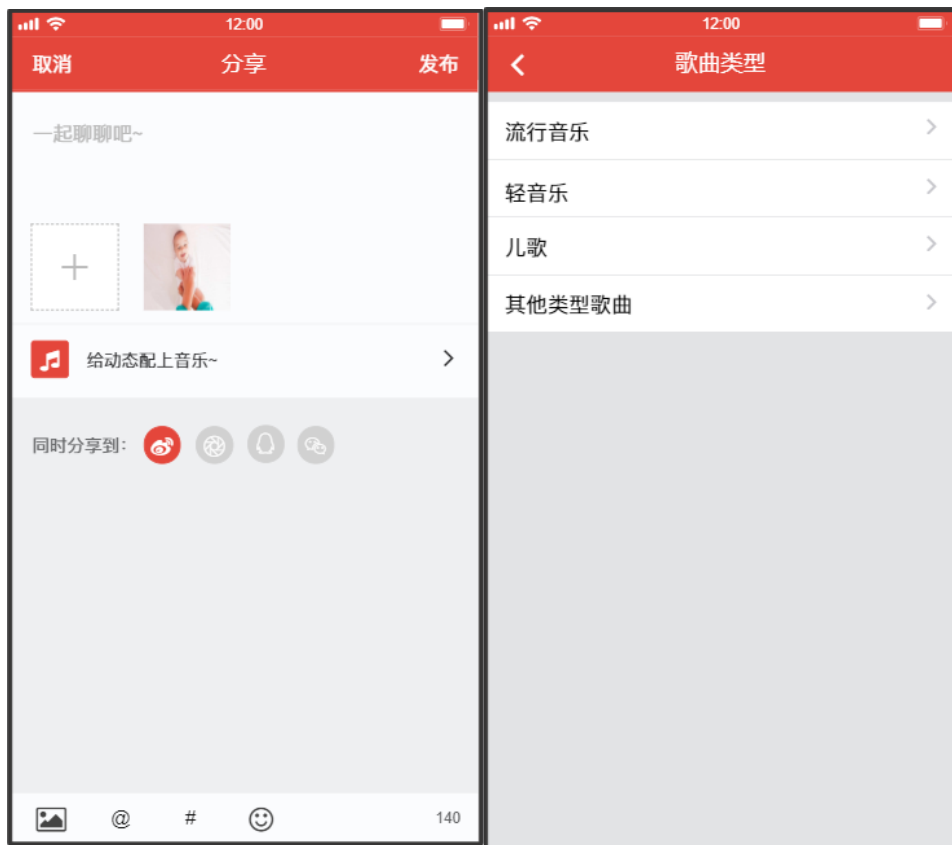 12:00
取消 分享 发布
一起聊聊吧~
给动态配上音乐~
同时分享到:
@ # 140
12:00
歌曲类型
流行音乐
轻音乐
儿歌
其他类型歌曲